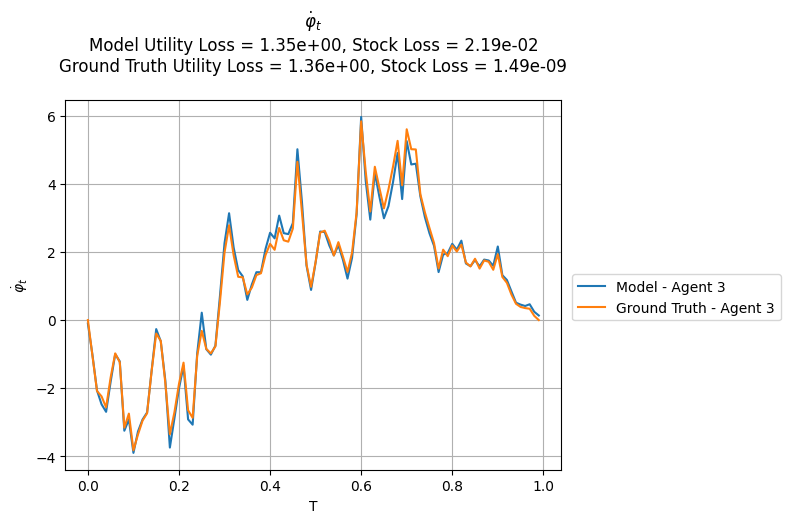 φ̇ₜ
Model Utility Loss = 1.35e+00, Stock Loss = 2.19e-02
Ground Truth Utility Loss = 1.36e+00, Stock Loss = 1.49e-09
6
4
2
0
−2
−4
φ̇ₜ
0.0 0.2 0.4 0.6 0.8 1.0
T
Model - Agent 3
Ground Truth - Agent 3